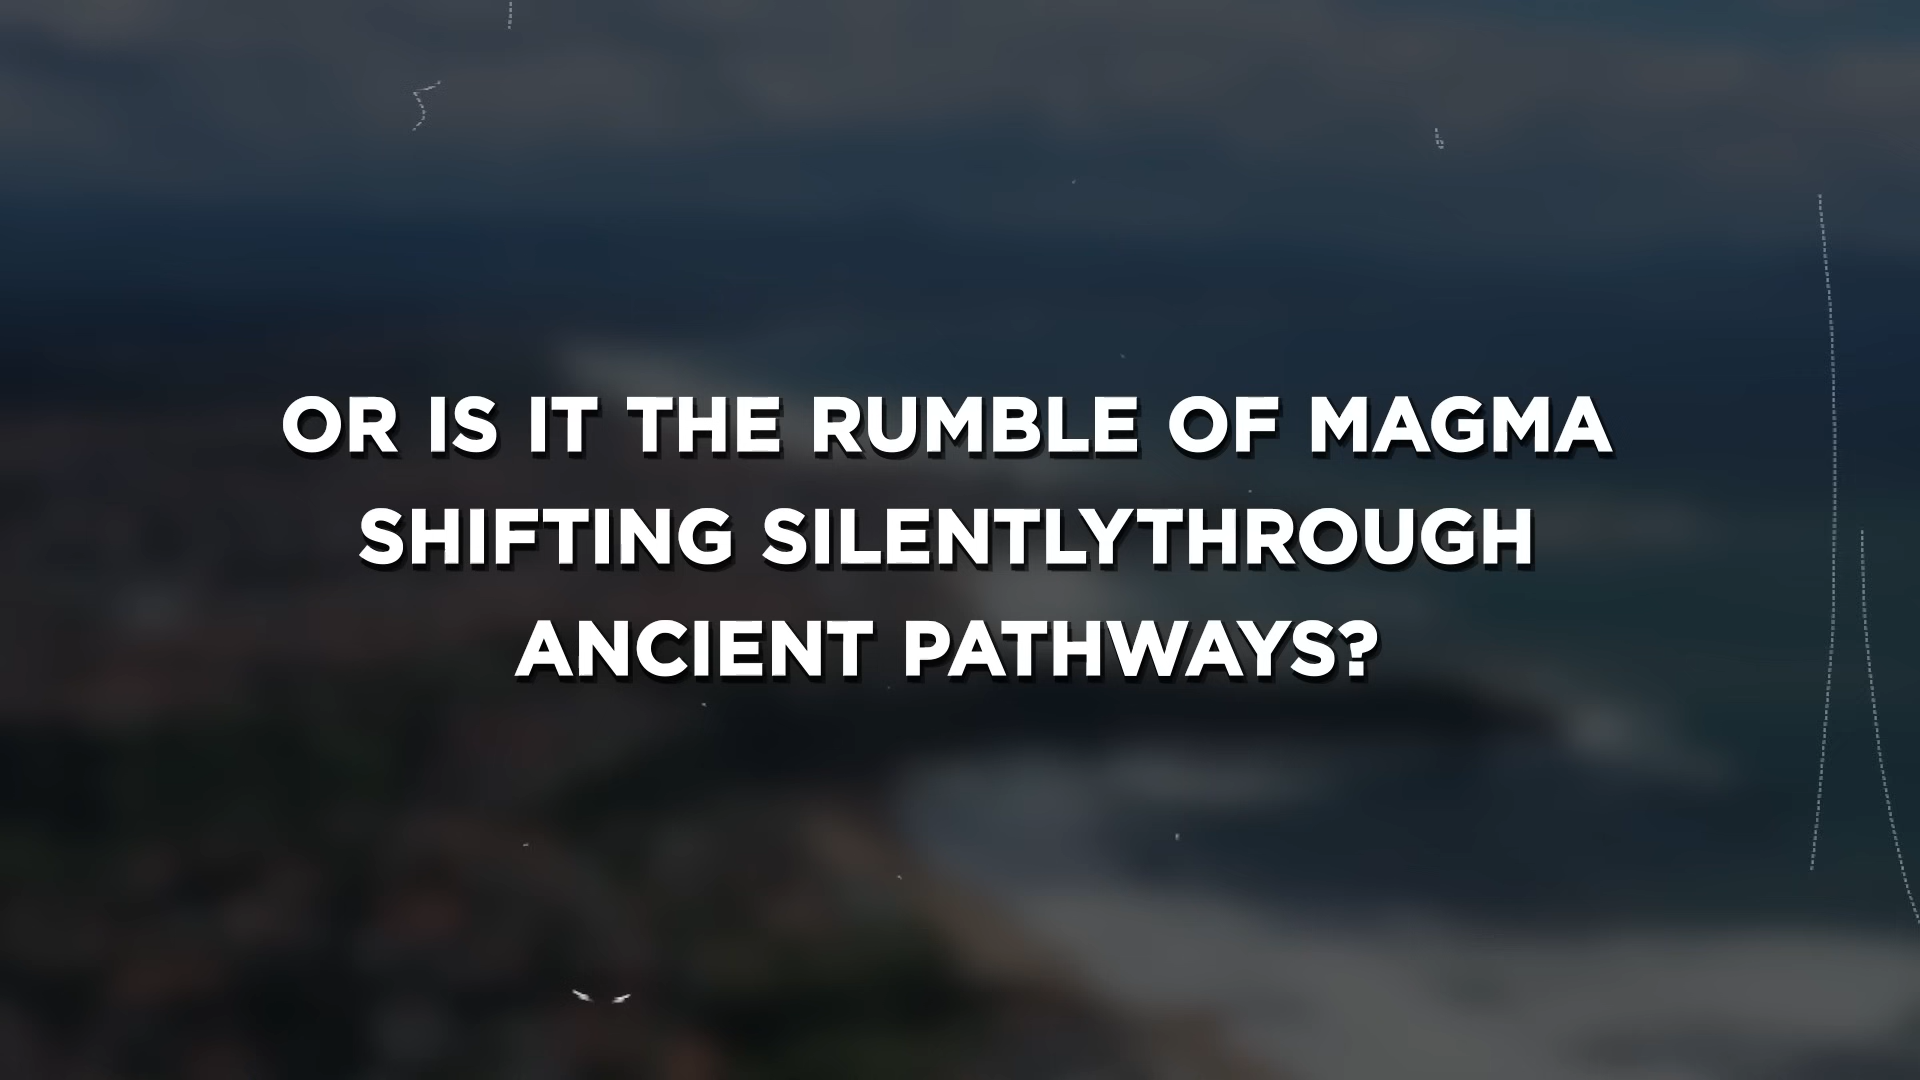 OR IS IT THE RUMBLE OF MAGMA
SHIFTING SILENTLYTHROUGH
ANCIENT PATHWAYS?